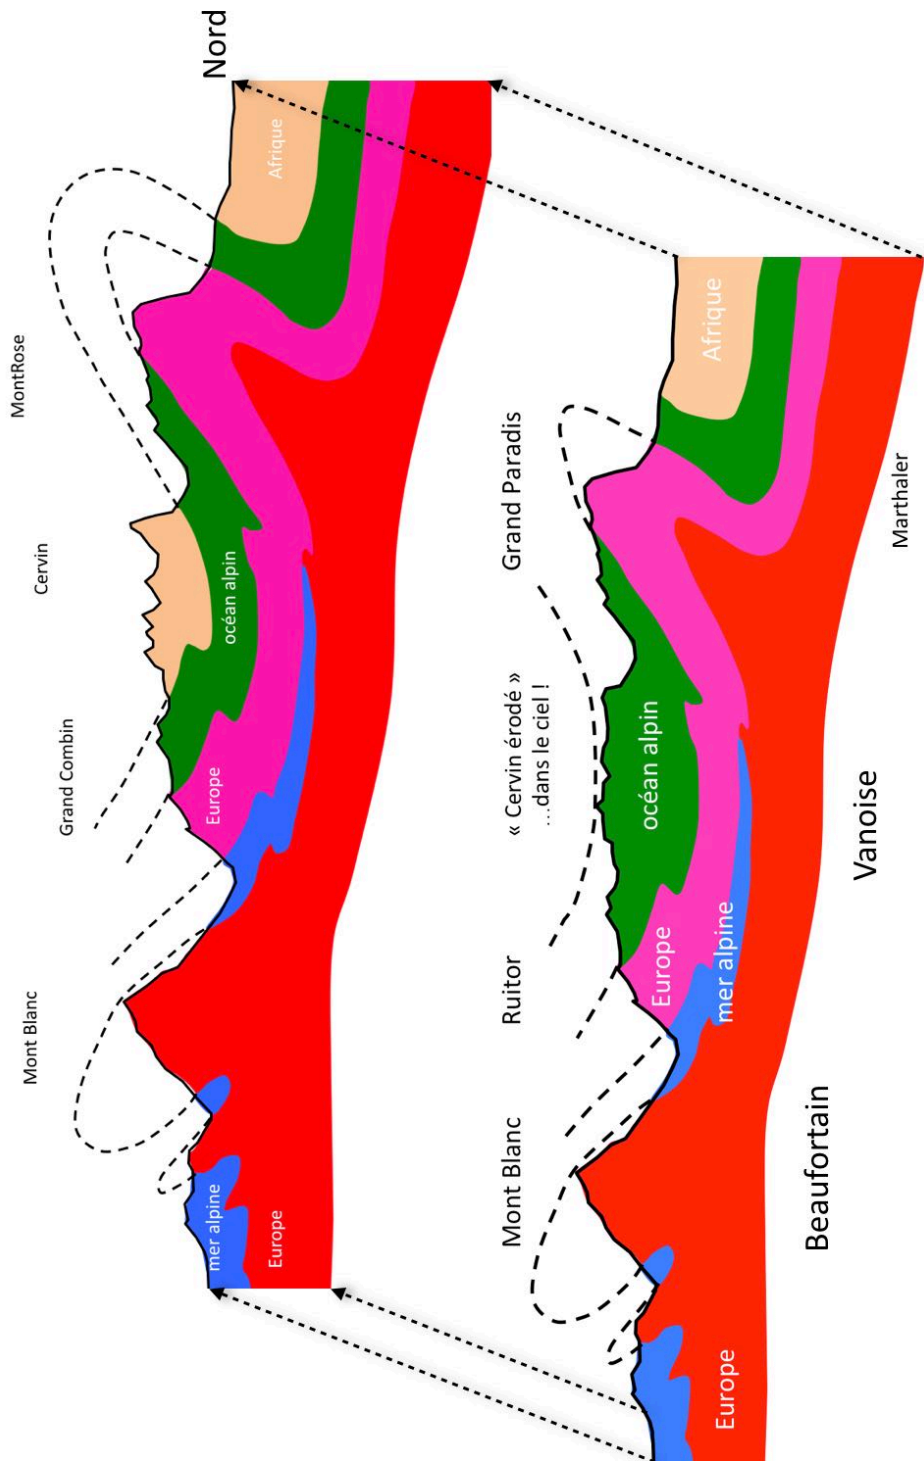 Nord
MontRose
Cervin
Grand Combin
Mont Blanc
Afrique
océan alpin
Europe
mer alpine
Europe
Grand Paradis
« Cervin érodé »
...dans le ciel !
Ruitor
Mont Blanc
Afrique
océan alpin
Europe
mer alpine
Europe
Marthaler
Vanoise
Beaufortain